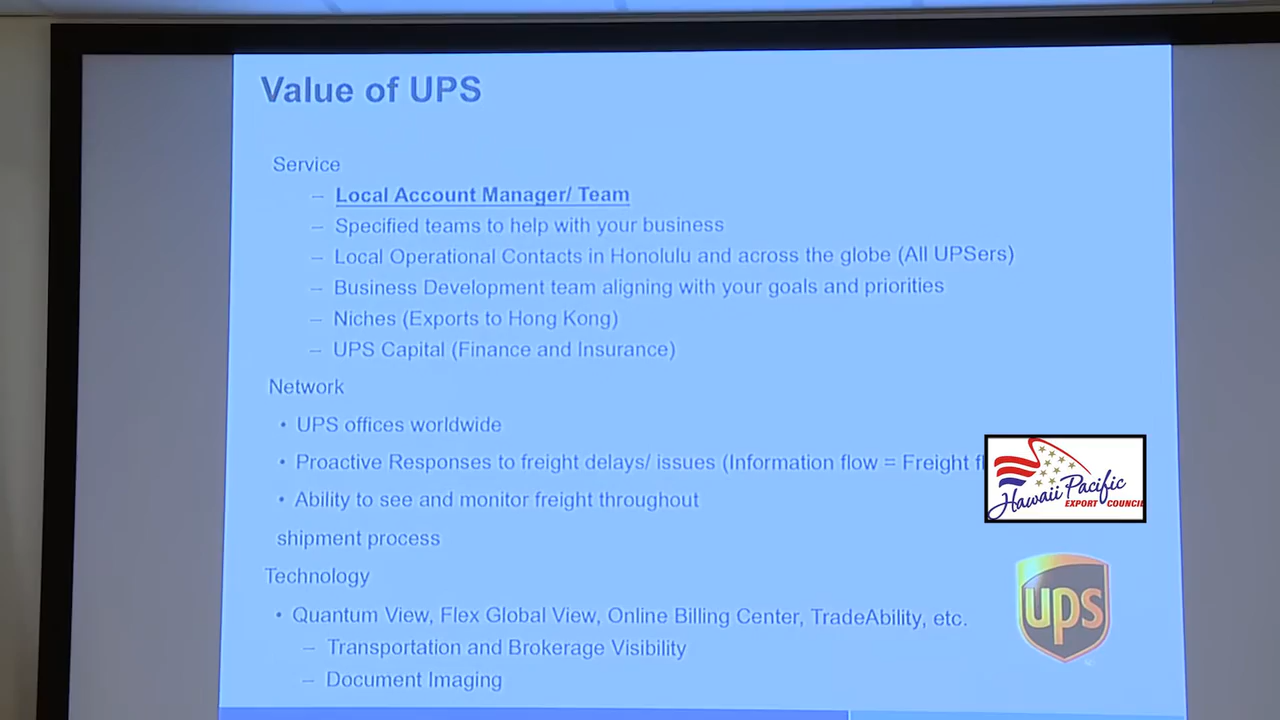 Value of UPS
Service
– Local Account Manager/ Team
– Specified teams to help with your business
– Local Operational Contacts in Honolulu and across the globe (All UPSers)
– Business Development team aligning with your goals and priorities
– Niches (Exports to Hong Kong)
– UPS Capital (Finance and Insurance)
Network
• UPS offices worldwide
• Proactive Responses to freight delays/ issues (Information flow = Freight
Hawaii Pacific
EXPORT COUNCIL
• Ability to see and monitor freight throughout
shipment process
Technology
• Quantum View, Flex Global View, Online Billing Center, TradeAbility, etc.
ups
– Transportation and Brokerage Visibility
– Document Imaging